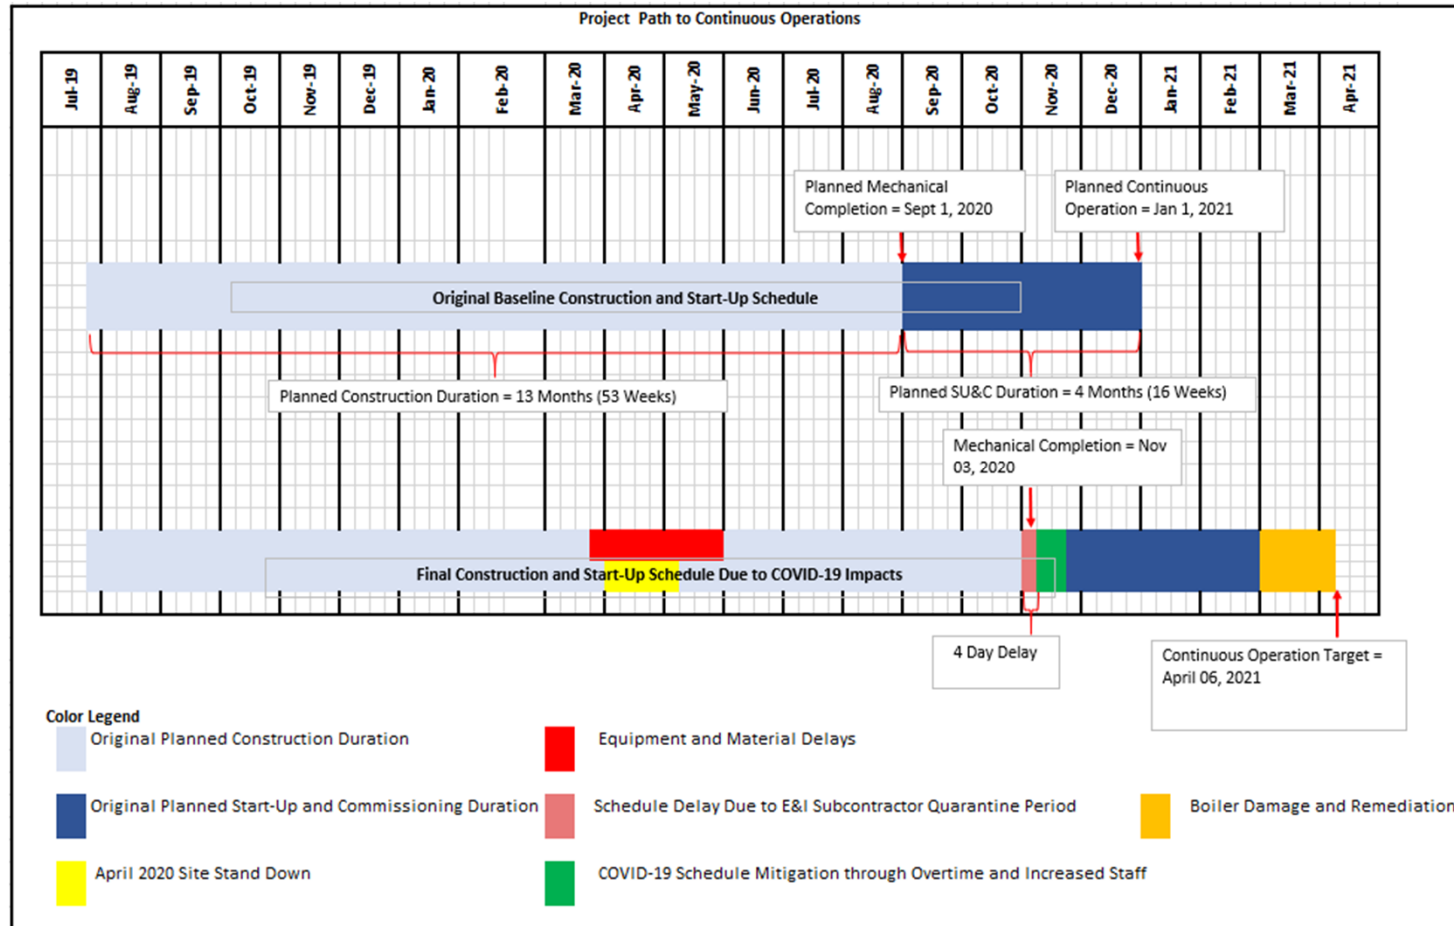 Project Path to Continuous Operations
Jul-19
Aug-19
Sep-19
Oct-19
Nov-19
Dec-19
Jan-20
Feb-20
Mar-20
Apr-20
May-20
Jun-20
Jul-20
Aug-20
Sep-20
Oct-20
Nov-20
Dec-20
Jan-21
Feb-21
Mar-21
Apr-21
Planned Mechanical
Completion = Sept 1, 2020
Planned Continuous
Operation = Jan 1, 2021
Original Baseline Construction and Start-Up Schedule
Planned Construction Duration = 13 Months (53 Weeks)
Planned SU&C Duration = 4 Months (16 Weeks)
Mechanical Completion = Nov
03, 2020
Final Construction and Start-Up Schedule Due to COVID-19 Impacts
4 Day Delay
Continuous Operation Target =
April 06, 2021
Color Legend
Original Planned Construction Duration
Equipment and Material Delays
Original Planned Start-Up and Commissioning Duration
Schedule Delay Due to E&I Subcontractor Quarantine Period
Boiler Damage and Remediation
April 2020 Site Stand Down
COVID-19 Schedule Mitigation through Overtime and Increased Staff